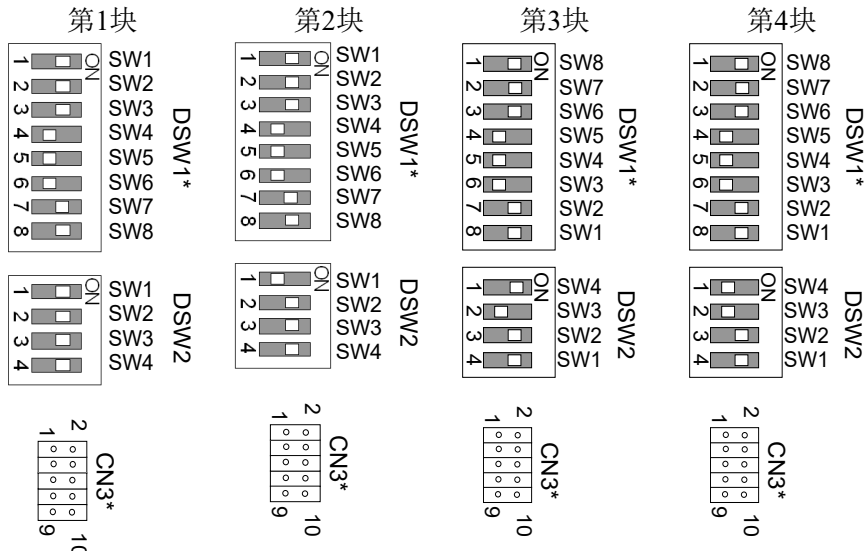 第1块 第2块 第3块 第4块
1 ON SW1
2 SW2
3 SW3
4 SW4
5 SW5
6 SW6
7 SW7
8 SW8
DSW1*
1 ON SW1
2 SW2
3 SW3
4 SW4
5 SW5
6 SW6
7 SW7
8 SW8
DSW1*
1 ON SW8
2 SW7
3 SW6
4 SW5
5 SW4
6 SW3
7 SW2
8 SW1
DSW1*
1 ON SW8
2 SW7
3 SW6
4 SW5
5 SW4
6 SW3
7 SW2
8 SW1
DSW1*
1 ON SW1
2 SW2
3 SW3
4 SW4
DSW2
1 ON SW1
2 SW2
3 SW3
4 SW4
DSW2
1 ON SW4
2 SW3
3 SW2
4 SW1
DSW2
1 ON SW4
2 SW3
3 SW2
4 SW1
DSW2
1 2
CN3*
9 10
1 2
CN3*
9 10
1 2
CN3*
9 10
1 2
CN3*
9 10